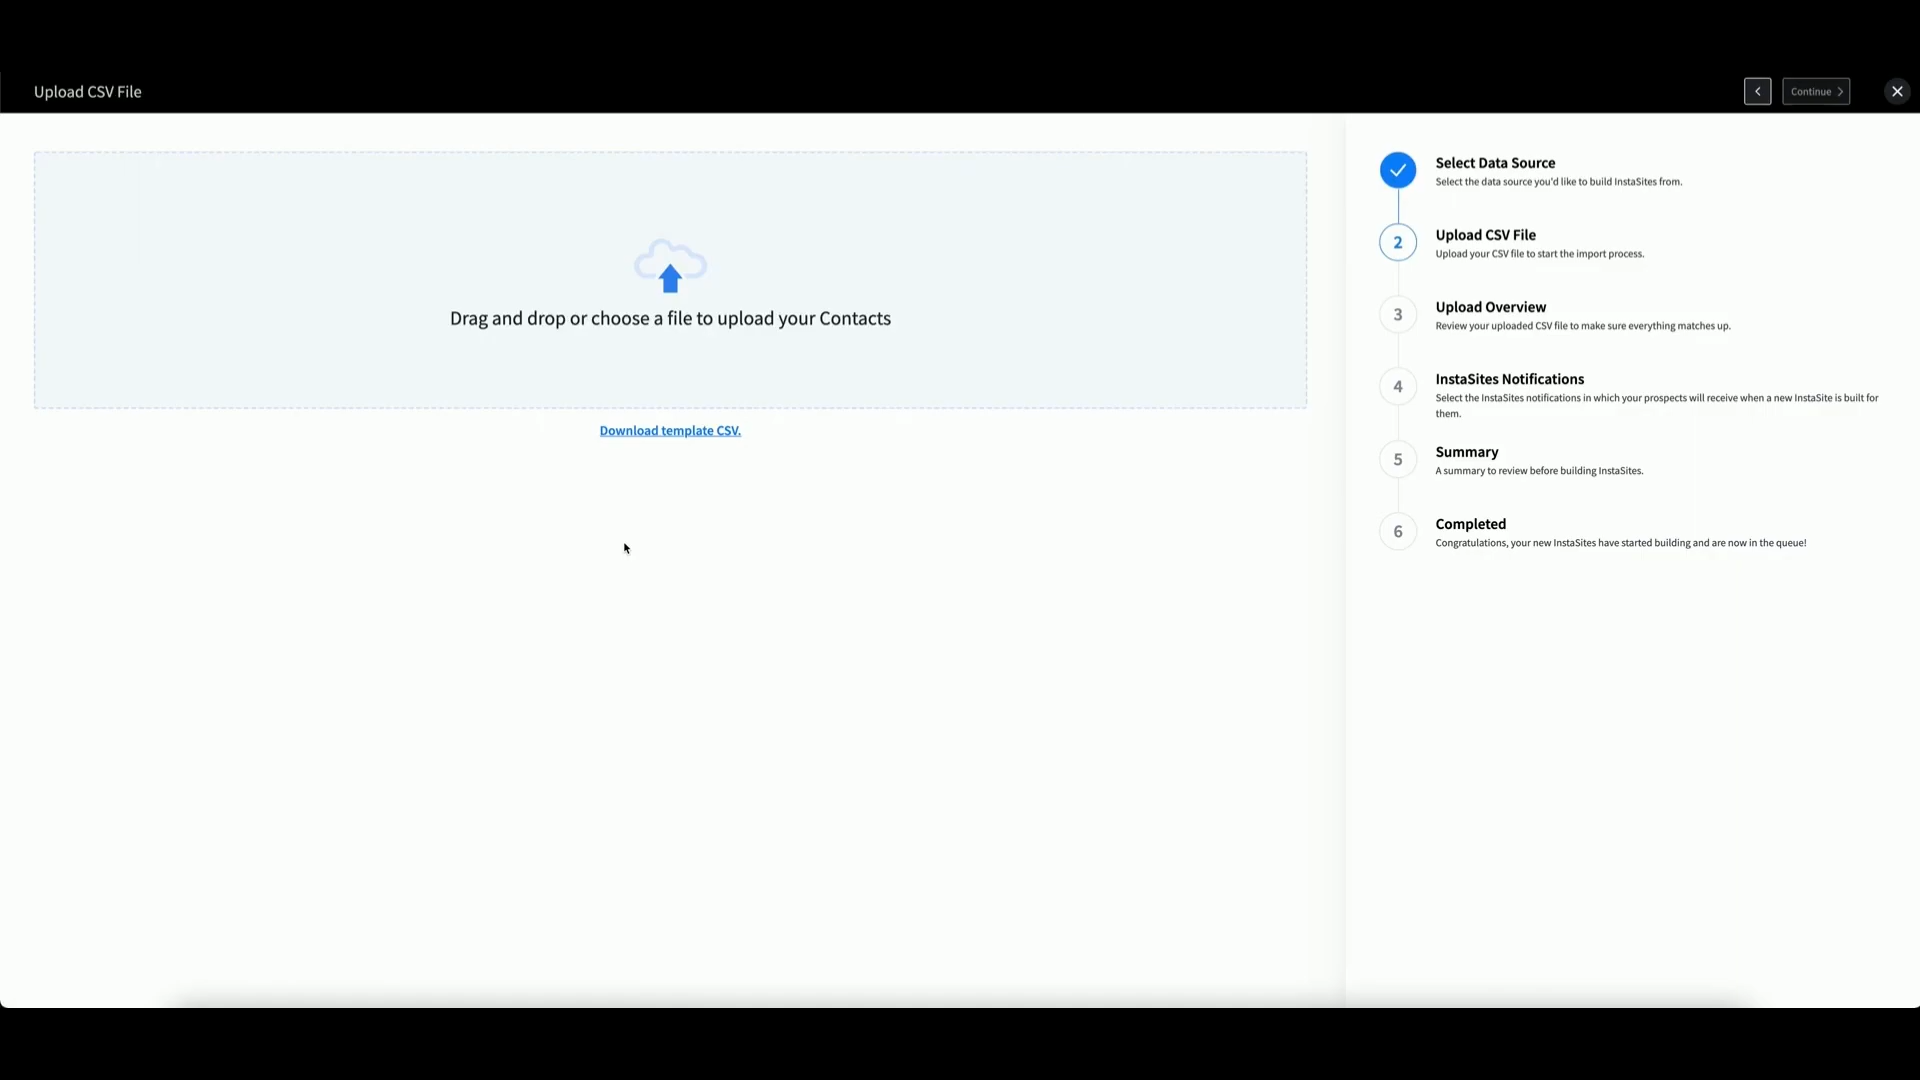 Upload CSV File
Continue
Drag and drop or choose a file to upload your Contacts
Download template CSV.
Select Data Source
Select the data source you'd like to build InstaSites from.
2
Upload CSV File
Upload your CSV file to start the import process.
3
Upload Overview
Review your uploaded CSV file to make sure everything matches up.
4
InstaSites Notifications
Select the InstaSites notifications in which your prospects will receive when a new InstaSite is built for
them.
5
Summary
A summary to review before building InstaSites.
6
Completed
Congratulations, your new InstaSites have started building and are now in the queue!